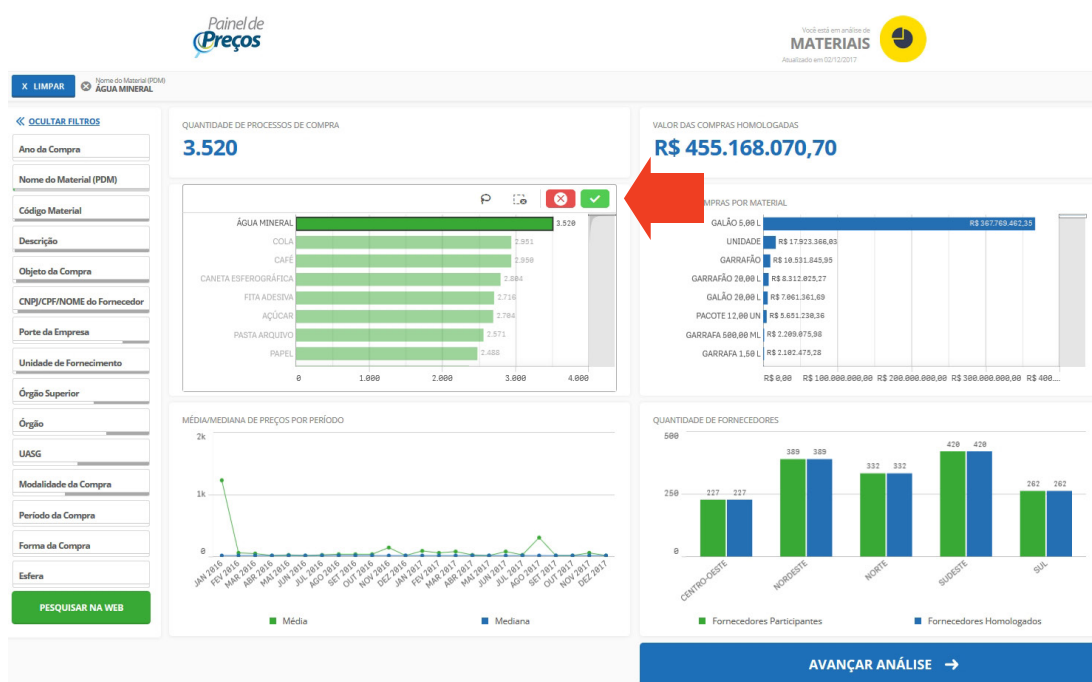 Painel de
Preços
Você está em análise de
MATERIAIS
Atualizado em 02/12/2017
X LIMPAR
Nome do Material (PDM)
ÁGUA MINERAL
OCULTAR FILTROS
Ano da Compra
Nome do Material (PDM)
Código Material
Descrição
Objeto da Compra
CNPJ/CPF/NOME do Fornecedor
Porte da Empresa
Unidade de Fornecimento
Órgão Superior
Órgão
UASG
Modalidade da Compra
Período da Compra
Forma da Compra
Esfera
PESQUISAR NA WEB
QUANTIDADE DE PROCESSOS DE COMPRA
3.520
VALOR DAS COMPRAS HOMOLOGADAS
R$ 455.168.070,70
ÁGUA MINERAL 3.520
COLA 2.951
CAFÉ 2.950
CANETA ESFEROGRÁFICA 2.804
FITA ADESIVA 2.716
AÇÚCAR 2.704
PASTA ARQUIVO 2.571
PAPEL 2.488
0 1.000 2.000 3.000 4.000
MPRAS POR MATERIAL
GALÃO 5,00 L R$ 367.769.462,35
UNIDADE R$ 17.923.366,03
GARRAFÃO R$ 10.531.845,95
GARRAFÃO 20,00 L R$ 8.312.025,27
GALÃO 20,00 L R$ 7.061.361,69
PACOTE 12,00 UN R$ 5.651.230,36
GARRAFA 500,00 ML R$ 2.209.075,98
GARRAFA 1,50 L R$ 2.102.475,28
R$ 0,00 R$ 100.000.000,00 R$ 200.000.000,00 R$ 300.000.000,00 R$ 400....
MÉDIA/MEDIANA DE PREÇOS POR PERÍODO
2k
1k
0
JAN 2016 FEV 2016 MAR 2016 ABR 2016 MAI 2016 JUN 2016 JUL 2016 AGO 2016 SET 2016 OUT 2016 NOV 2016 DEZ 2016 JAN 2017 FEV 2017 MAR 2017 ABR 2017 MAI 2017 JUN 2017 JUL 2017 AGO 2017 SET 2017 OUT 2017 NOV 2017 DEZ 2017
Média Mediana
QUANTIDADE DE FORNECEDORES
500
250
0
227 227 389 389 332 332 420 420 262 262
CENTRO-OESTE NORDESTE NORTE SUDESTE SUL
Fornecedores Participantes Fornecedores Homologados
AVANÇAR ANÁLISE